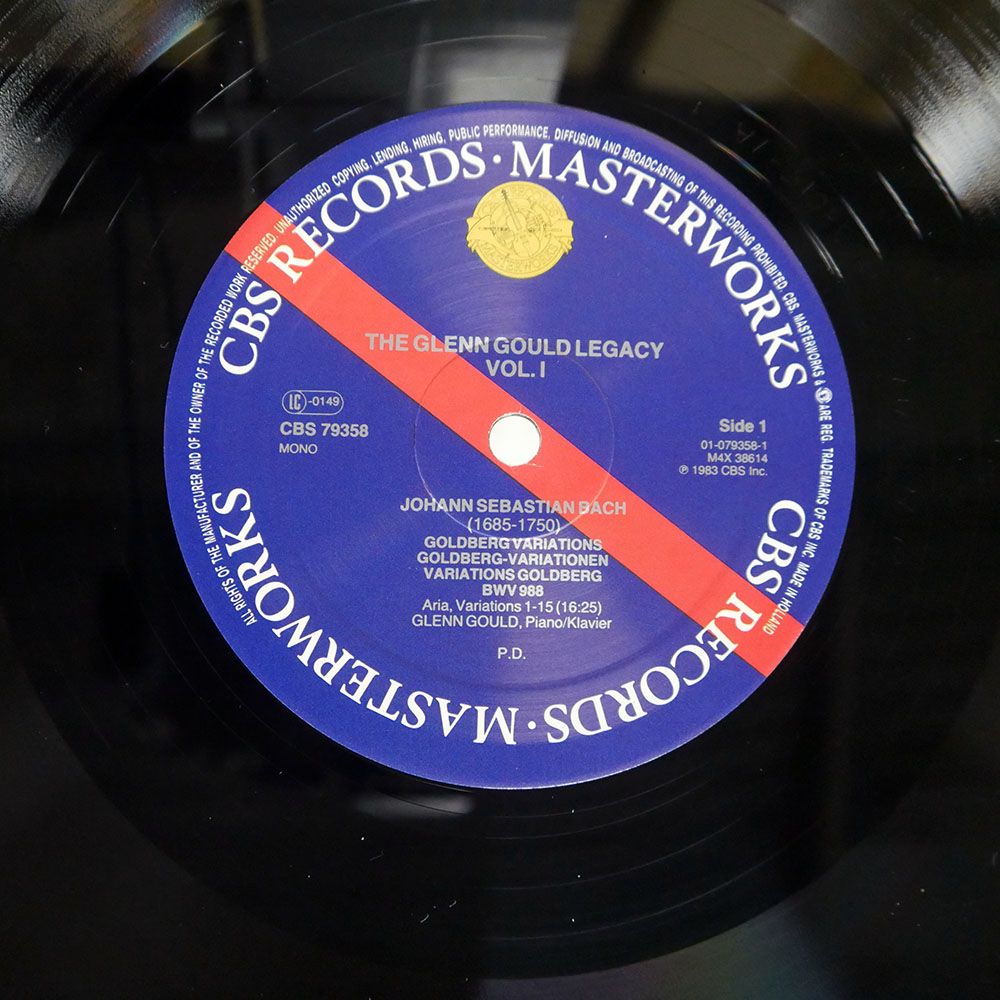 ALL RIGHTS OF THE MANUFACTURER AND OF THE OWNER OF THE RECORDED WORK RESERVED. UNAUTHORIZED COPYING, LENDING, HIRING, PUBLIC PERFORMANCE, DIFFUSION AND BROADCASTING OF THIS RECORDING PROHIBITED. CBS, MASTERWORKS & ARE REG. TRADEMARKS OF CBS INC. MADE IN HOLLAND
CBS RECORDS · MASTERWORKS
THE GLENN GOULD LEGACY
VOL. I
LC -0149
CBS 79358
MONO
Side 1
01-079358-1
M4X 38614
℗ 1983 CBS Inc.
JOHANN SEBASTIAN BACH
(1685-1750)
GOLDBERG VARIATIONS
GOLDBERG-VARIATIONEN
VARIATIONS GOLDBERG
BWV 988
Aria, Variations 1-15 (16:25)
GLENN GOULD, Piano/Klavier
P.D.
CBS RECORDS · MASTERWORKS